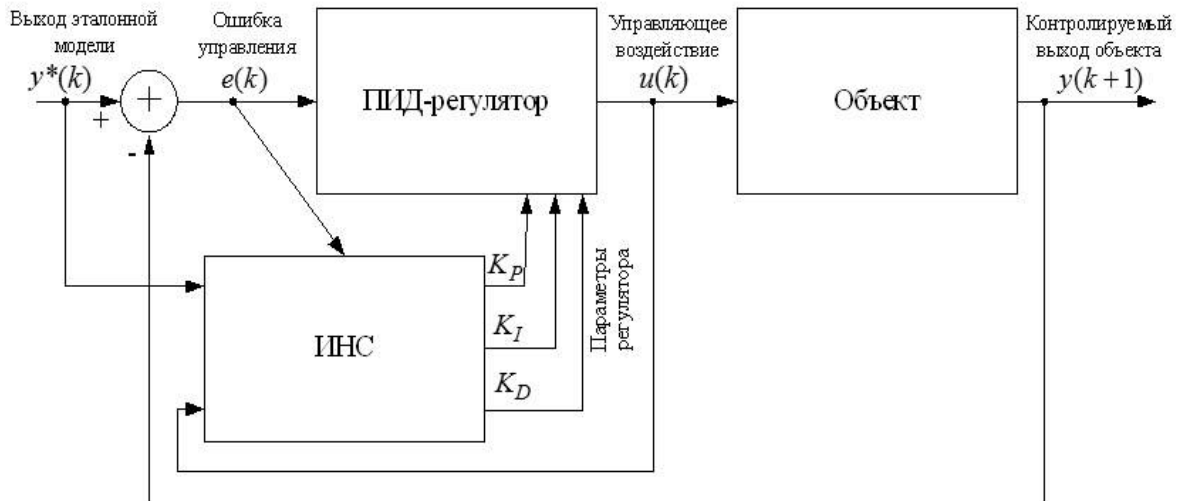 Выход эталонной
модели
y*(k)
Ошибка
управления
e(k)
ПИД-регулятор
Управляющее
воздействие
u(k)
Объект
Контролируемый
выход объекта
y(k+1)
+
+
-
ИНС
K_P
K_I
K_D
Параметры
регулятора